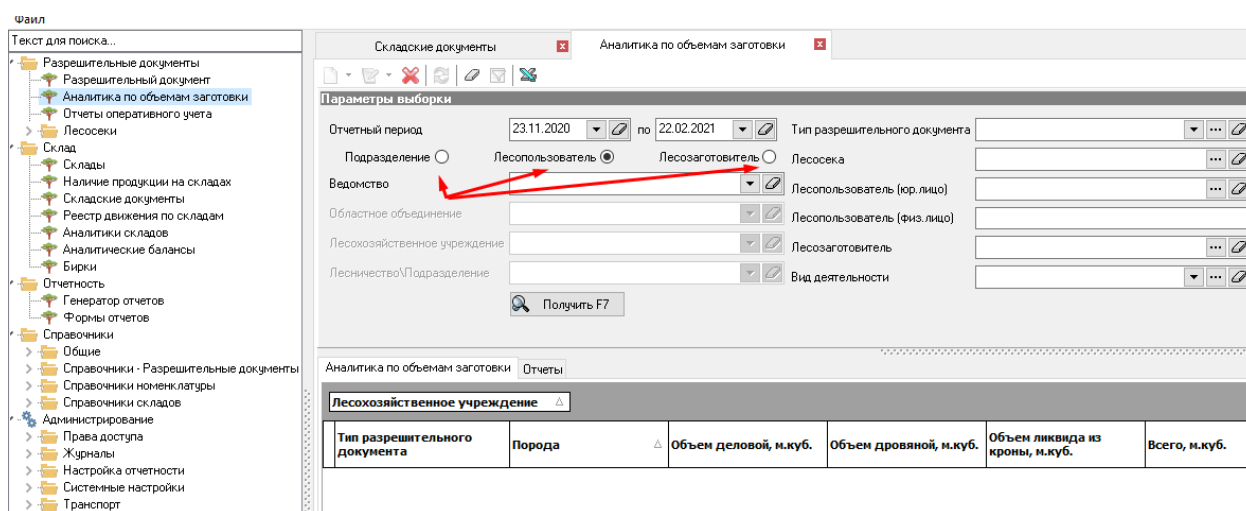 Файл
Текст для поиска...
Разрешительные документы
Разрешительный документ
Аналитика по объемам заготовки
Отчеты оперативного учета
Лесосеки
Склад
Склады
Наличие продукции на складах
Складские документы
Реестр движения по складам
Аналитики складов
Аналитические балансы
Бирки
Отчетность
Генератор отчетов
Формы отчетов
Справочники
Общие
Справочники - Разрешительные документы
Справочники номенклатуры
Справочники складов
Администрирование
Права доступа
Журналы
Настройка отчетности
Системные настройки
Транспорт
Складские документы
Аналитика по объемам заготовки
Параметры выборки
Отчетный период 23.11.2020 по 22.02.2021
Подразделение Лесопользователь Лесозаготовитель
Ведомство
Областное объединение
Лесохозяйственное учреждение
Лесничество\Подразделение
Получить F7
Тип разрешительного документа
Лесосека
Лесопользователь (юр.лицо)
Лесопользователь (физ.лицо)
Лесозаготовитель
Вид деятельности
Аналитика по объемам заготовки Отчеты
Лесохозяйственное учреждение
Тип разрешительного
документа
Порода
Объем деловой, м.куб.
Объем дровяной, м.куб.
Объем ликвида из
кроны, м.куб.
Всего, м.куб.